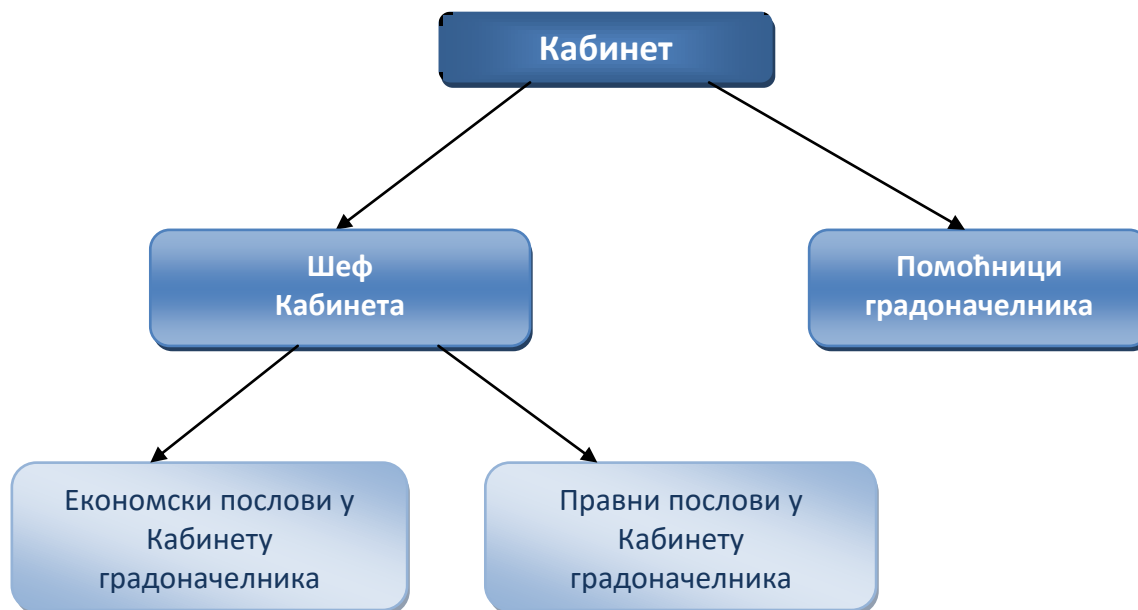 Кабинет
Шеф
Кабинета
Помоћници
градоначелника
Економски послови у
Кабинету
градоначелника
Правни послови у
Кабинету
градоначелника